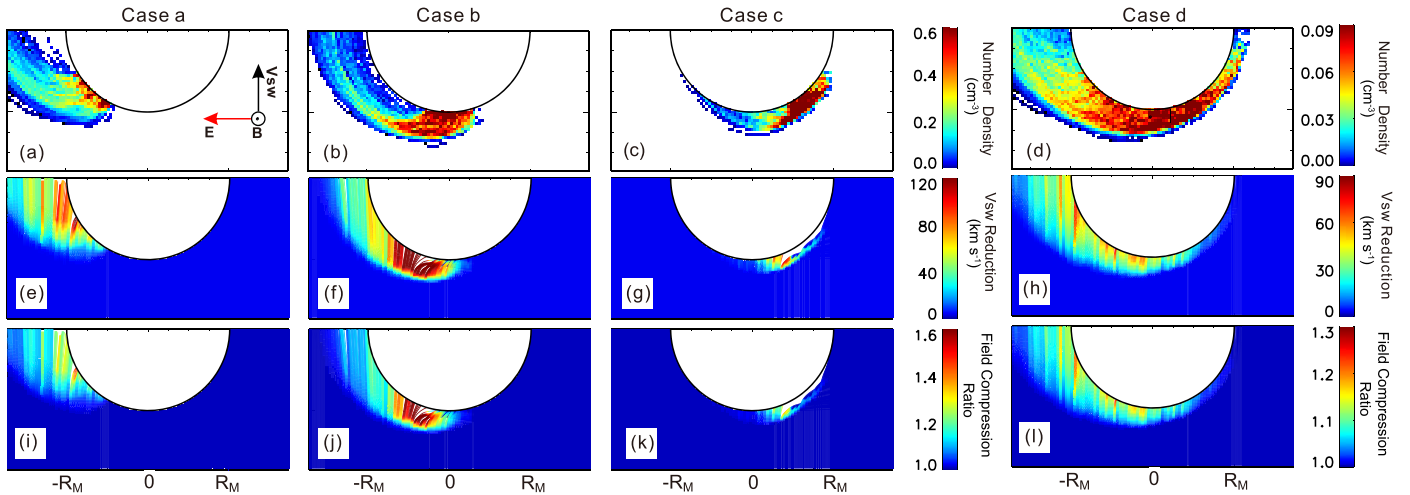 Case a
Case b
Case c
Case d
Vsw
E
B
(a)
(b)
(c)
0.6
0.4
0.2
0.0
Number Density
(cm⁻³)
(d)
0.09
0.06
0.03
0.00
Number Density
(cm⁻³)
(e)
(f)
(g)
120
80
40
0
Vsw Reduction
(km s⁻¹)
(h)
90
60
30
0
Vsw Reduction
(km s⁻¹)
(i)
(j)
(k)
1.6
1.4
1.2
1.0
Field Compression
Ratio
(l)
1.3
1.2
1.1
1.0
Field Compression
Ratio
-R_M 0 R_M
-R_M 0 R_M
-R_M 0 R_M
-R_M 0 R_M